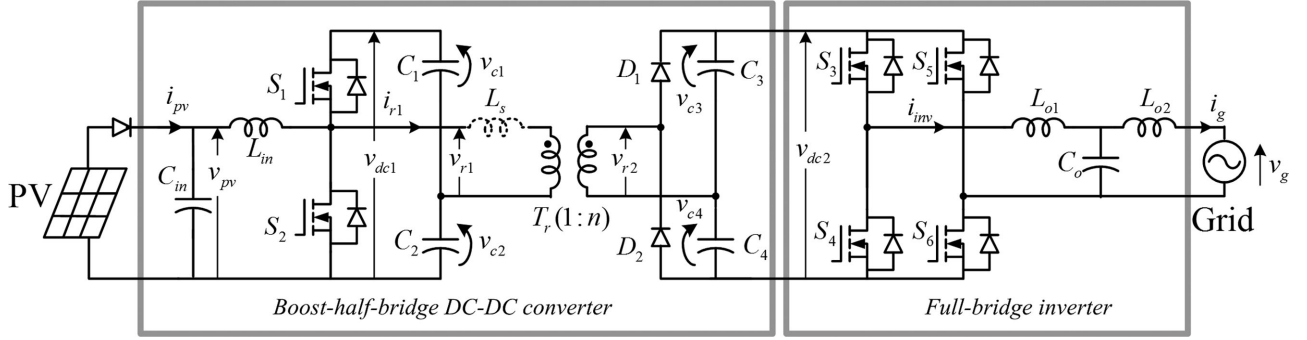 PV
i_pv
C_in
v_pv
L_in
S_1
S_2
v_dc1
i_r1
C_1
v_c1
C_2
v_c2
L_s
v_r1
T_r (1:n)
v_r2
D_1
D_2
v_c3
v_c4
C_3
C_4
v_dc2
S_3
S_4
S_5
S_6
i_inv
L_o1
C_o
L_o2
i_g
v_g
Grid
Boost-half-bridge DC-DC converter
Full-bridge inverter